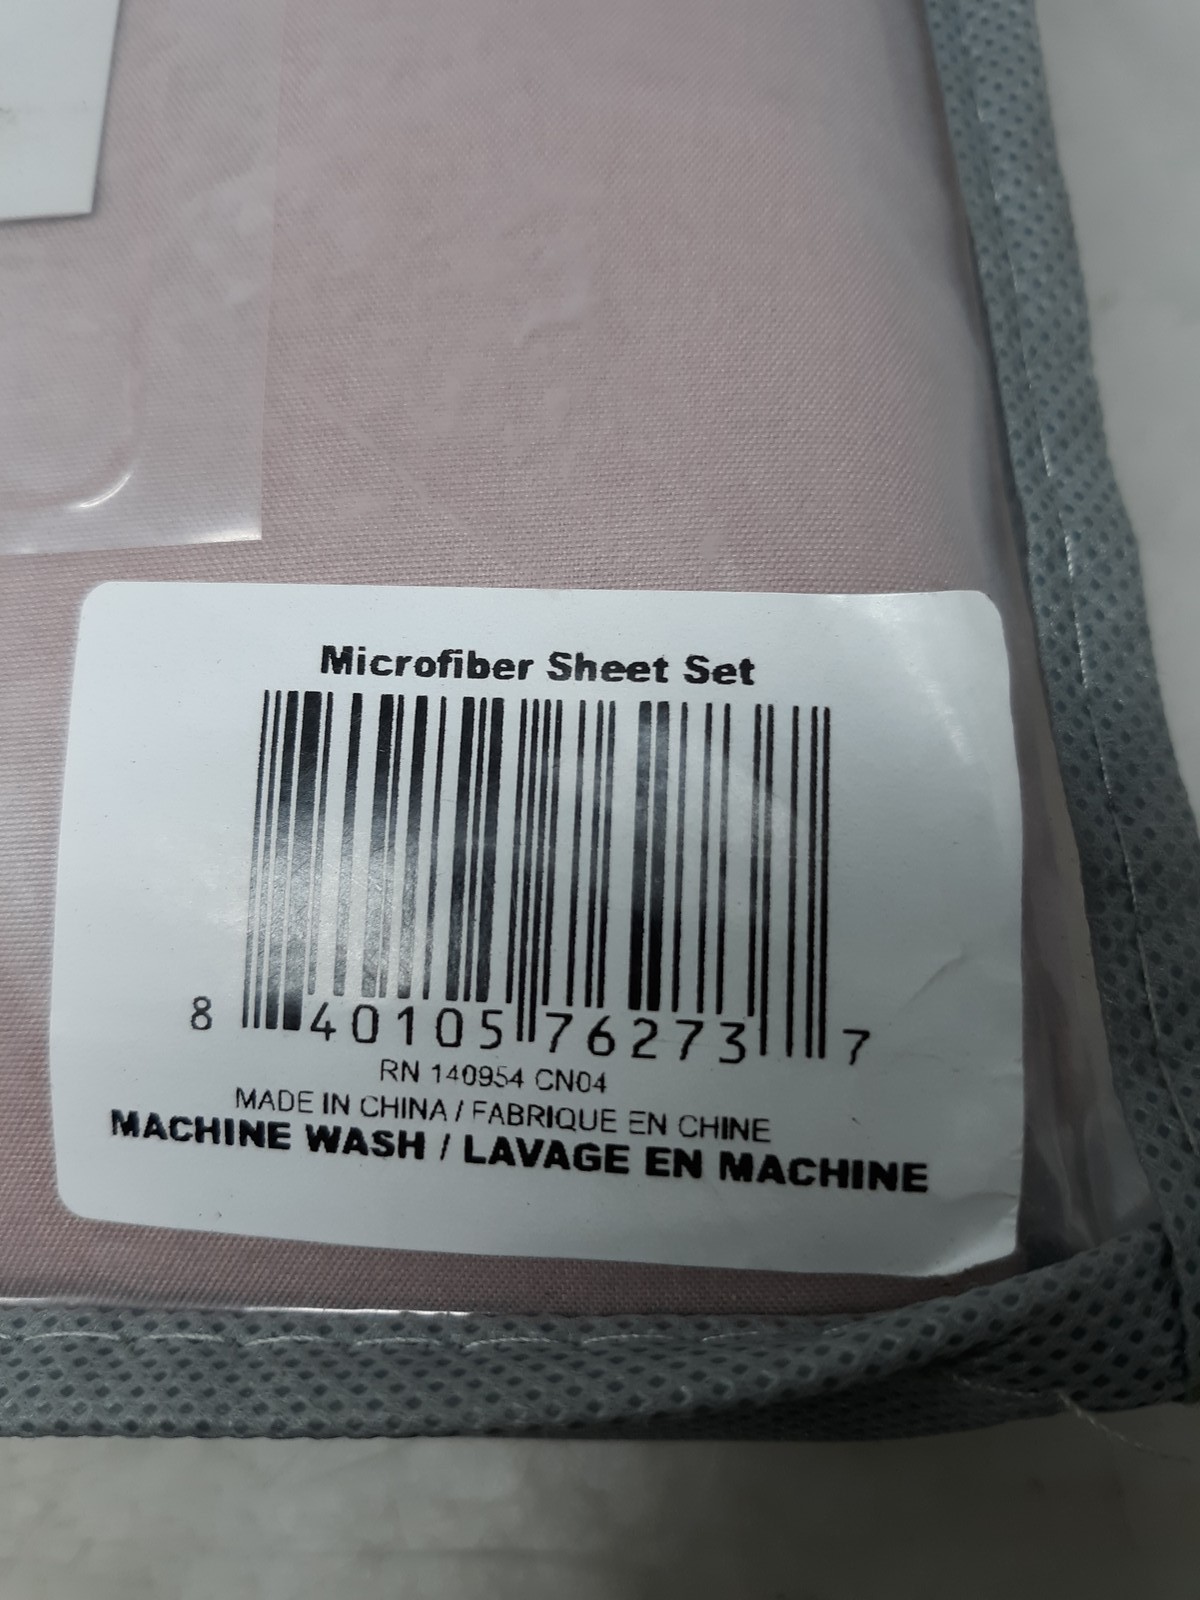 Microfiber Sheet Set
8 40105 76273 7
RN 140954 CN04
MADE IN CHINA / FABRIQUE EN CHINE
MACHINE WASH / LAVAGE EN MACHINE